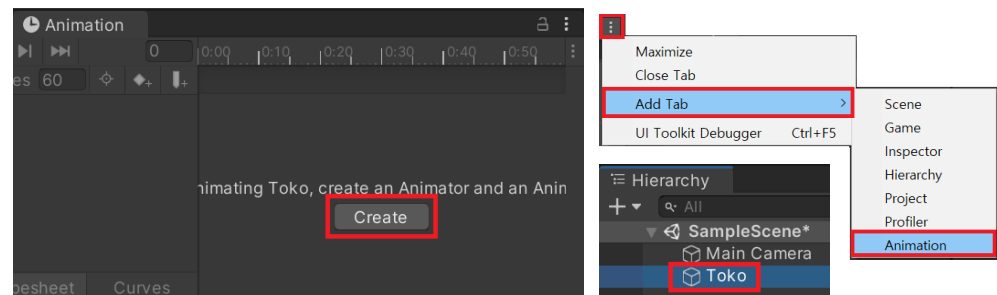 Animation
0
0:00 0:10 0:20 0:30 0:40 0:50
es 60
nimating Toko, create an Animator and an Anin
Create
pesheet Curves
Maximize
Close Tab
Add Tab
UI Toolkit Debugger Ctrl+F5
Scene
Game
Inspector
Hierarchy
Project
Profiler
Animation
Hierarchy
All
SampleScene*
Main Camera
Toko